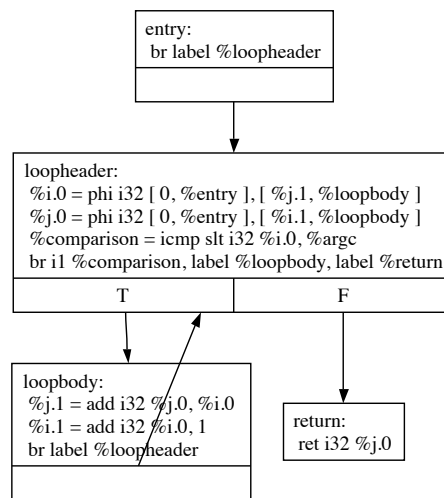 entry:
br label %loopheader
loopheader:
%i.0 = phi i32 [ 0, %entry ], [ %j.1, %loopbody ]
%j.0 = phi i32 [ 0, %entry ], [ %i.1, %loopbody ]
%comparison = icmp slt i32 %i.0, %argc
br i1 %comparison, label %loopbody, label %return
T F
loopbody:
%j.1 = add i32 %j.0, %i.0
%i.1 = add i32 %i.0, 1
br label %loopheader
return:
ret i32 %j.0